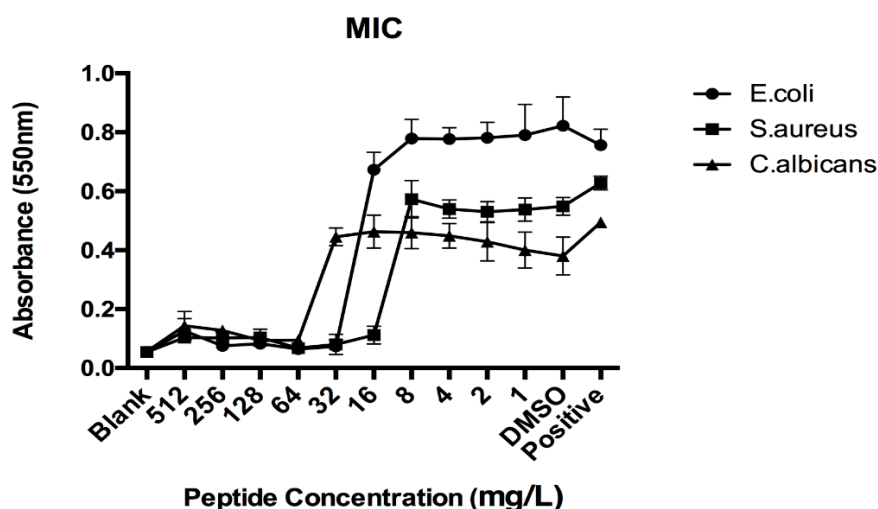 MIC
Absorbance (550nm)
1.0
0.8
0.6
0.4
0.2
0.0
Blank
512
256
128
64
32
16
8
4
2
1
DMSO
Positive
Peptide Concentration (mg/L)
E.coli
S.aureus
C.albicans